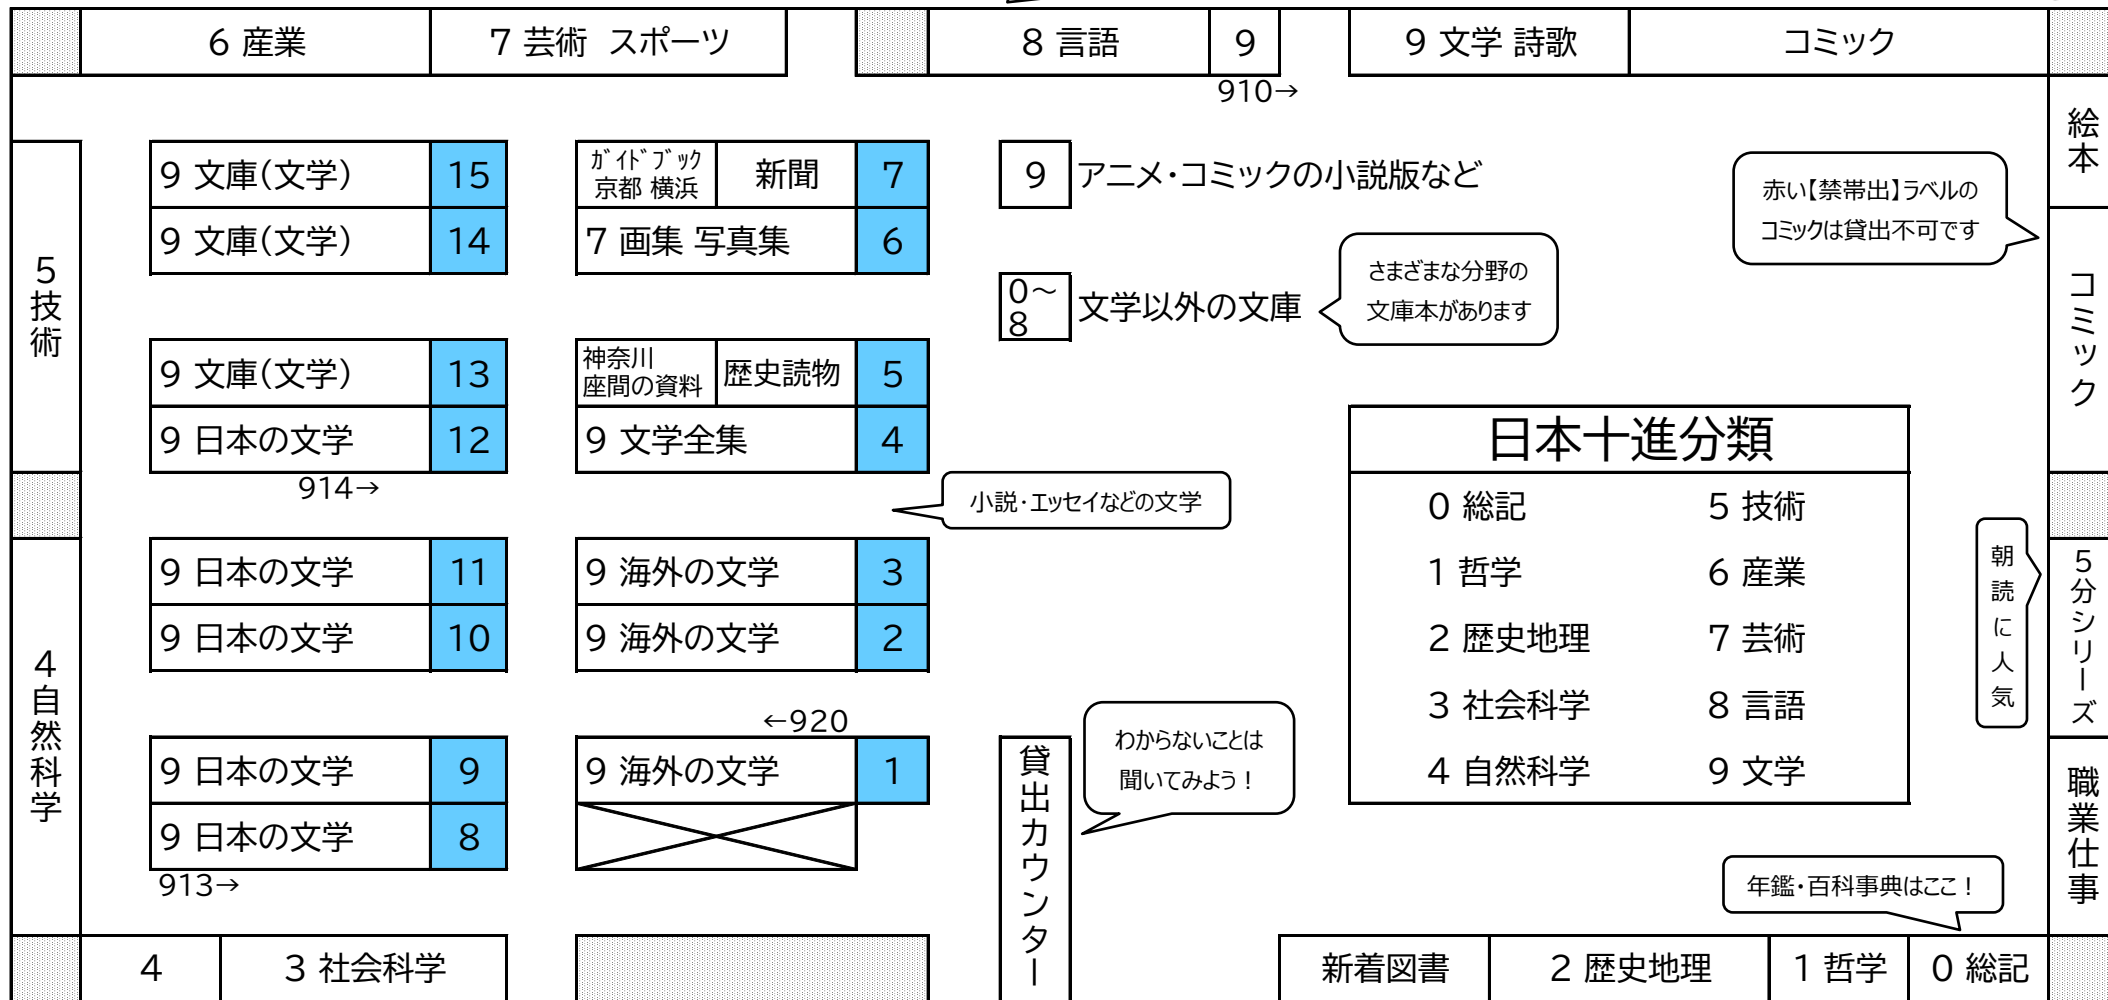 6 産業
7 芸術 スポーツ
8 言語
9
9 文学 詩歌
コミック
910→
絵本
5技術
9 文庫(文学)
15
ｶﾞｲﾄﾞﾌﾞｯｸ
京都 横浜
新聞
7
9
アニメ・コミックの小説版など
赤い【禁帯出】ラベルの
コミックは貸出不可です
9 文庫(文学)
14
7 画集 写真集
6
0～
8
文学以外の文庫
さまざまな分野の
文庫本があります
コミック
9 文庫(文学)
13
神奈川
座間の資料
歴史読物
5
9 日本の文学
12
9 文学全集
4
914→
小説・エッセイなどの文学
日本十進分類
0 総記
5 技術
1 哲学
6 産業
2 歴史地理
7 芸術
3 社会科学
8 言語
4 自然科学
9 文学
朝読に人気
5分シリーズ
4自然科学
9 日本の文学
11
9 海外の文学
3
9 日本の文学
10
9 海外の文学
2
←920
9 日本の文学
9
9 海外の文学
1
9 日本の文学
8
913→
貸出カウンター
わからないことは
聞いてみよう！
職業仕事
年鑑・百科事典はここ！
4
3 社会科学
新着図書
2 歴史地理
1 哲学
0 総記